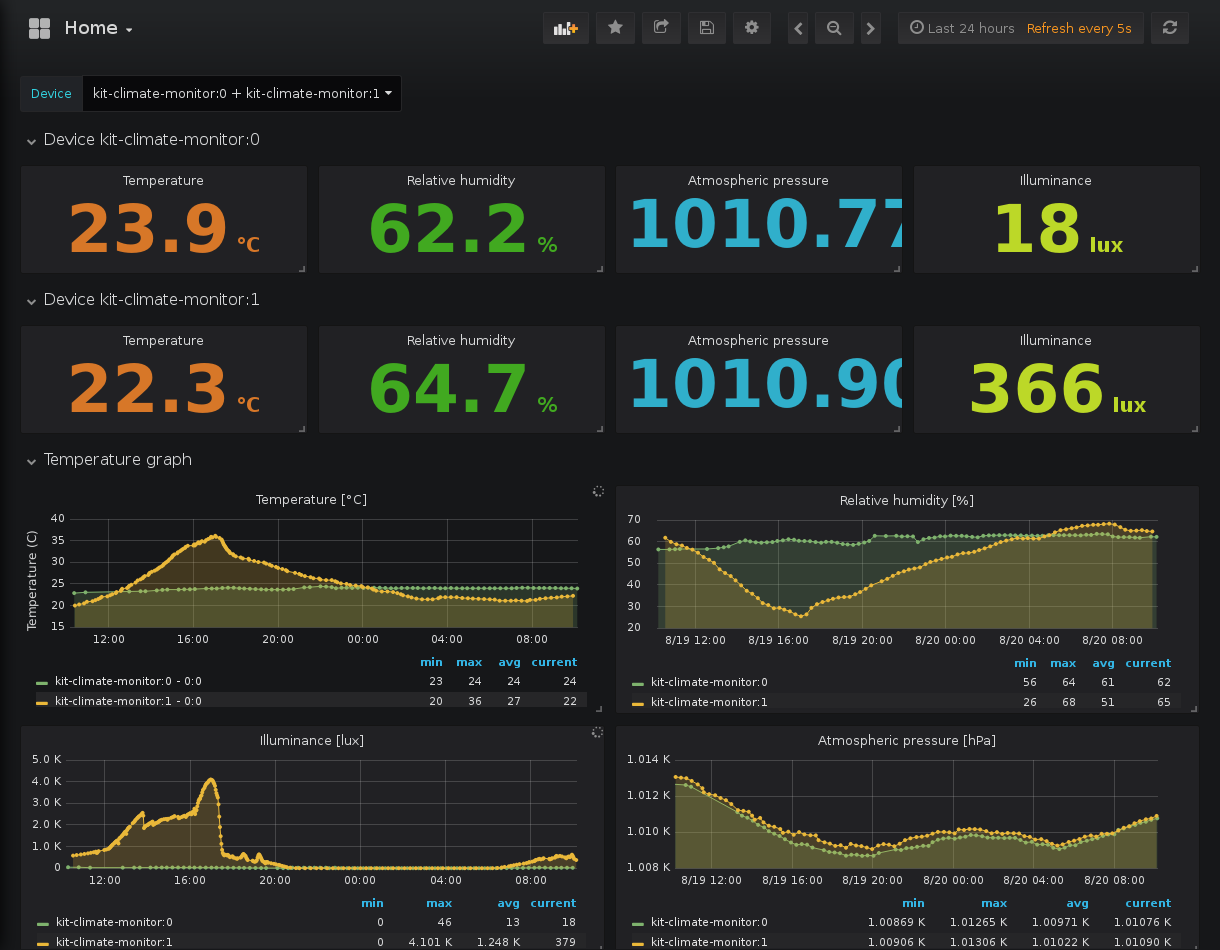 Home
Last 24 hours Refresh every 5s
Device kit-climate-monitor:0 + kit-climate-monitor:1
Device kit-climate-monitor:0
Temperature Relative humidity Atmospheric pressure Illuminance
23.9 °C 62.2 % 1010.77 18 lux
Device kit-climate-monitor:1
Temperature Relative humidity Atmospheric pressure Illuminance
22.3 °C 64.7 % 1010.90 366 lux
Temperature graph
Temperature [°C]
Temperature (C)
40
35
30
25
20
15
12:00 16:00 20:00 00:00 04:00 08:00
min max avg current
kit-climate-monitor:0 - 0:0 23 24 24 24
kit-climate-monitor:1 - 0:0 20 36 27 22
Relative humidity [%]
70
60
50
40
30
20
8/19 12:00 8/19 16:00 8/19 20:00 8/20 00:00 8/20 04:00 8/20 08:00
min max avg current
kit-climate-monitor:0 56 64 61 62
kit-climate-monitor:1 26 68 51 65
Illuminance [lux]
5.0 K
4.0 K
3.0 K
2.0 K
1.0 K
0
12:00 16:00 20:00 00:00 04:00 08:00
min max avg current
kit-climate-monitor:0 0 46 13 18
kit-climate-monitor:1 0 4.101 K 1.248 K 379
Atmospheric pressure [hPa]
1.014 K
1.012 K
1.010 K
1.008 K
8/19 12:00 8/19 16:00 8/19 20:00 8/20 00:00 8/20 04:00 8/20 08:00
min max avg current
kit-climate-monitor:0 1.00869 K 1.01265 K 1.00971 K 1.01076 K
kit-climate-monitor:1 1.00906 K 1.01306 K 1.01022 K 1.01090 K